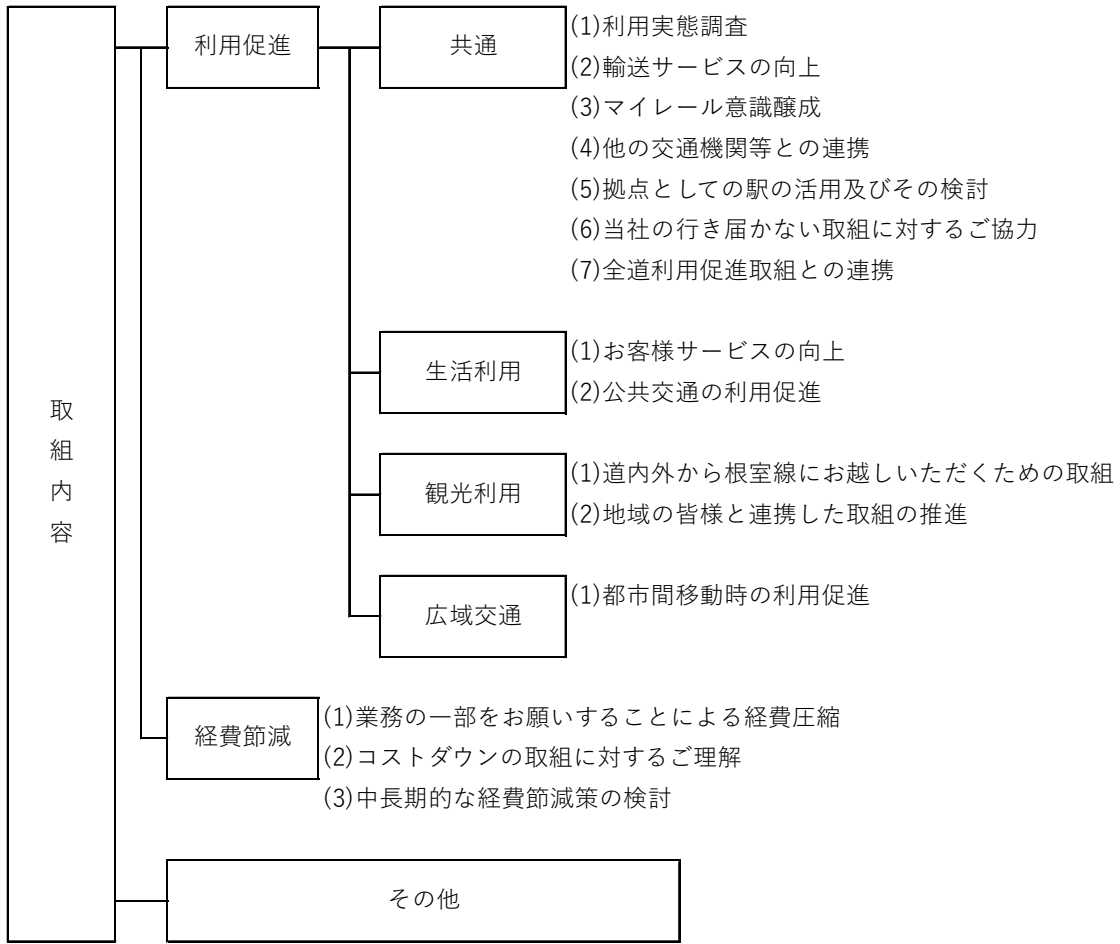 取組内容
利用促進
共通
(1)利用実態調査
(2)輸送サービスの向上
(3)マイレール意識醸成
(4)他の交通機関等との連携
(5)拠点としての駅の活用及びその検討
(6)当社の行き届かない取組に対するご協力
(7)全道利用促進取組との連携
生活利用
(1)お客様サービスの向上
(2)公共交通の利用促進
観光利用
(1)道内外から根室線にお越しいただくための取組
(2)地域の皆様と連携した取組の推進
広域交通
(1)都市間移動時の利用促進
経費節減
(1)業務の一部をお願いすることによる経費圧縮
(2)コストダウンの取組に対するご理解
(3)中長期的な経費節減策の検討
その他